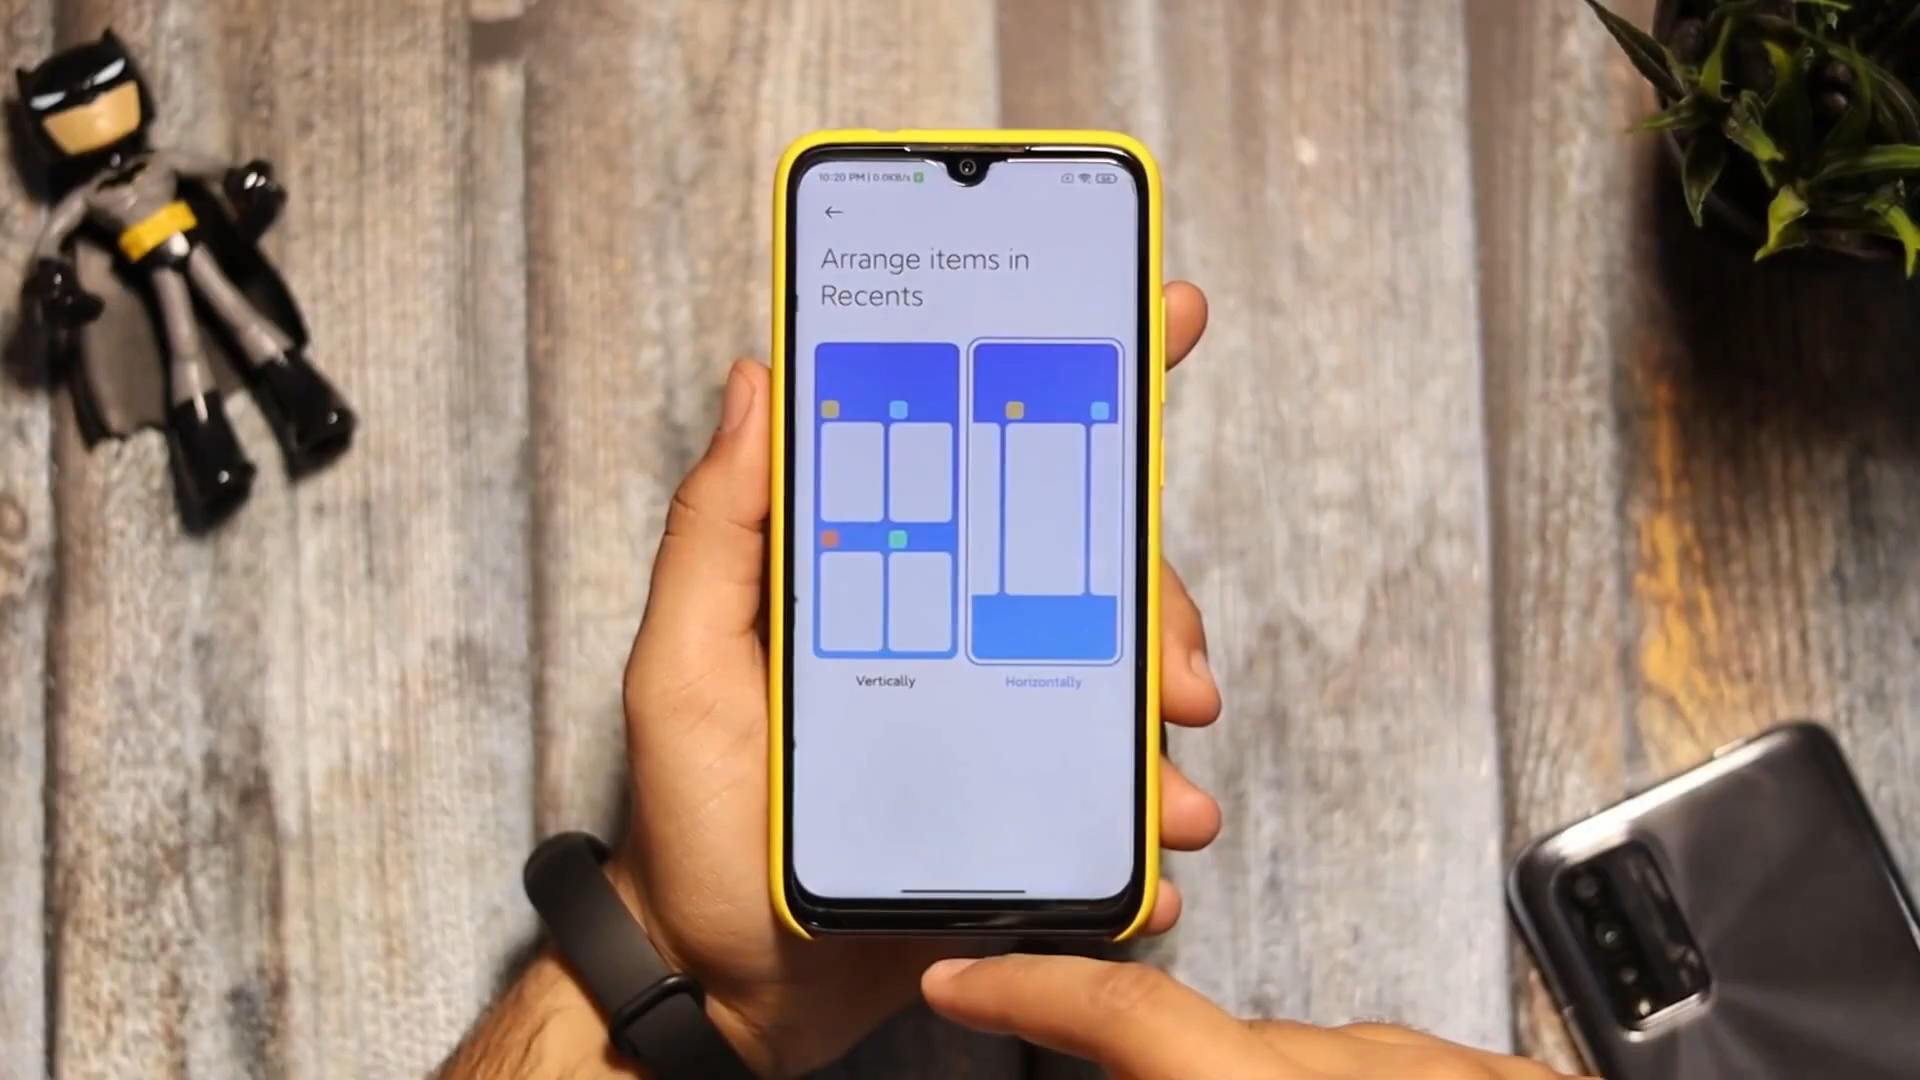 10:20 PM | 0.0KB/s
Arrange items in
Recents
Vertically
Horizontally